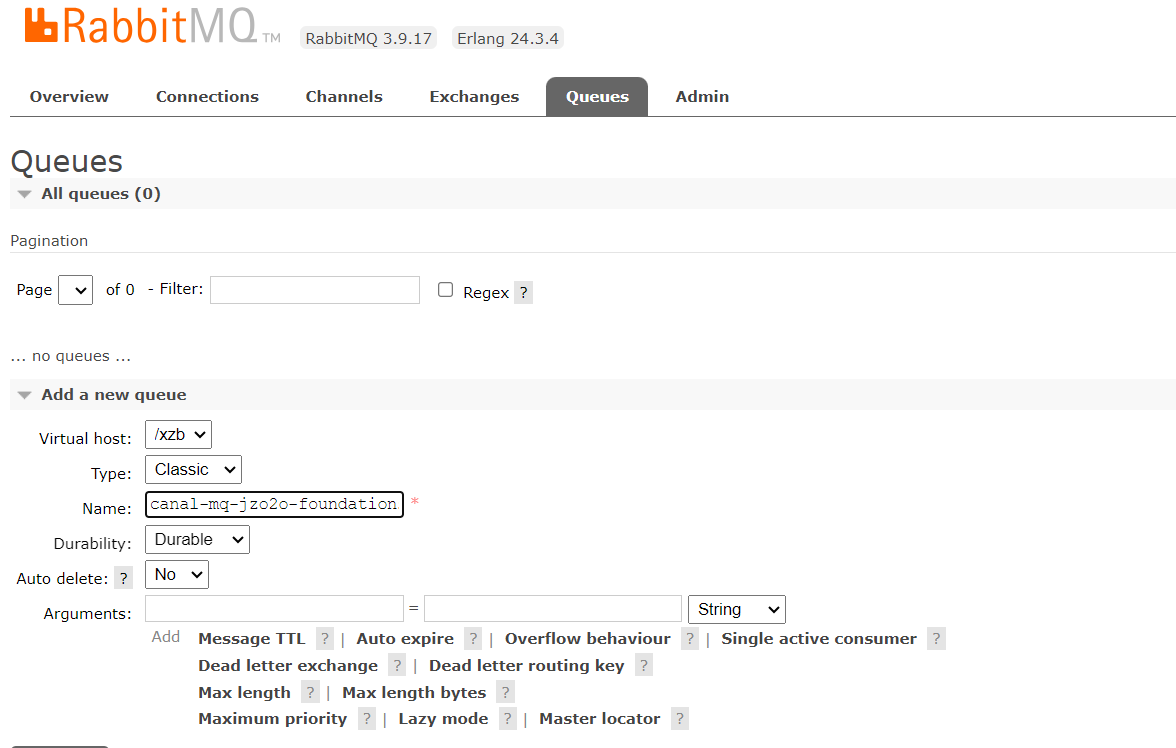 RabbitMQ TM RabbitMQ 3.9.17 Erlang 24.3.4
Overview Connections Channels Exchanges Queues Admin
Queues
All queues (0)
Pagination
Page of 0 - Filter: Regex ?
... no queues ...
Add a new queue
Virtual host: /xzb
Type: Classic
Name: canal-mq-jzo2o-foundation *
Durability: Durable
Auto delete: ? No
Arguments: = String
Add Message TTL ? | Auto expire ? | Overflow behaviour ? | Single active consumer ?
Dead letter exchange ? | Dead letter routing key ?
Max length ? | Max length bytes ?
Maximum priority ? | Lazy mode ? | Master locator ?